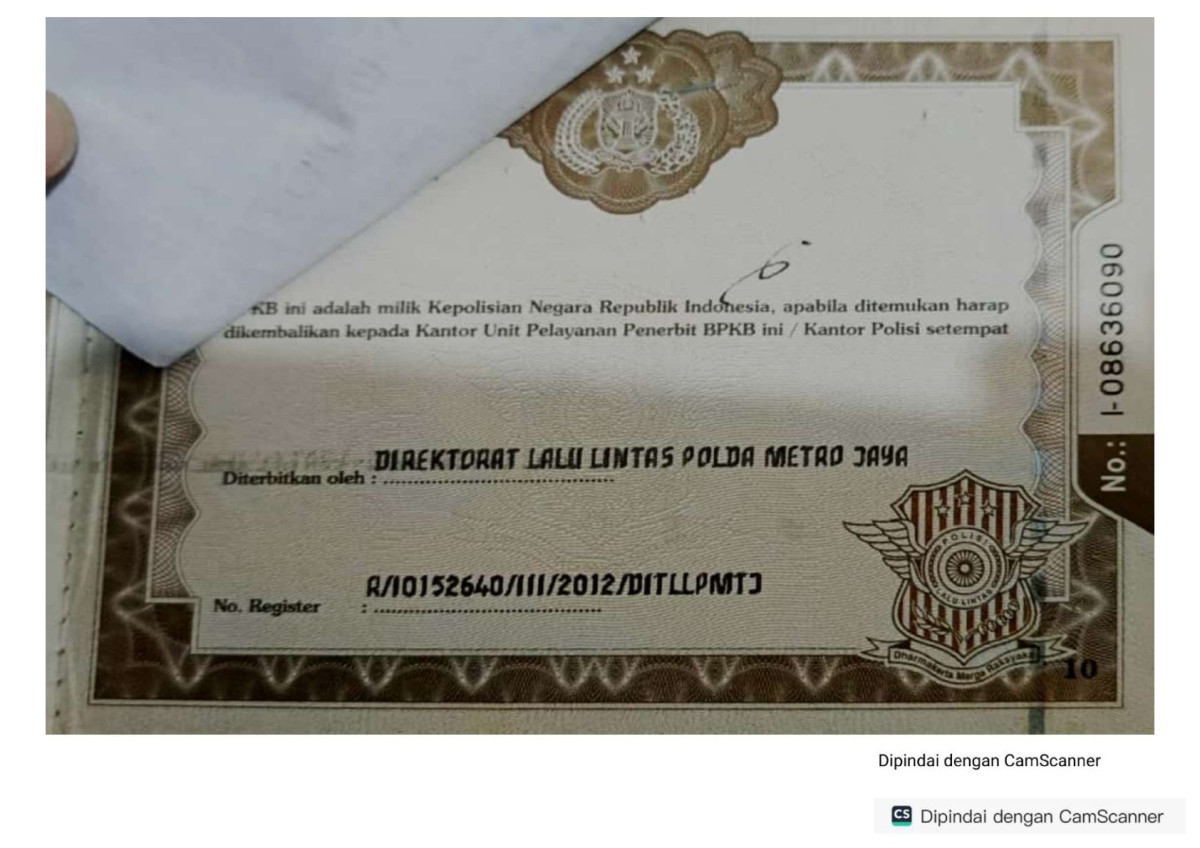 KB ini adalah milik Kepolisian Negara Republik Indonesia, apabila ditemukan harap
dikembalikan kepada Kantor Unit Pelayanan Penerbit BPKB ini / Kantor Polisi setempat
No.: I-08636090
Diterbitkan oleh : DIREKTORAT LALU LINTAS POLDA METRO JAYA
No. Register : R/10152640/III/2012/DITLLPMTJ
POLISI
LALU LINTAS
Dharmakerta Marga Raksyaka
10
Dipindai dengan CamScanner
CS Dipindai dengan CamScanner